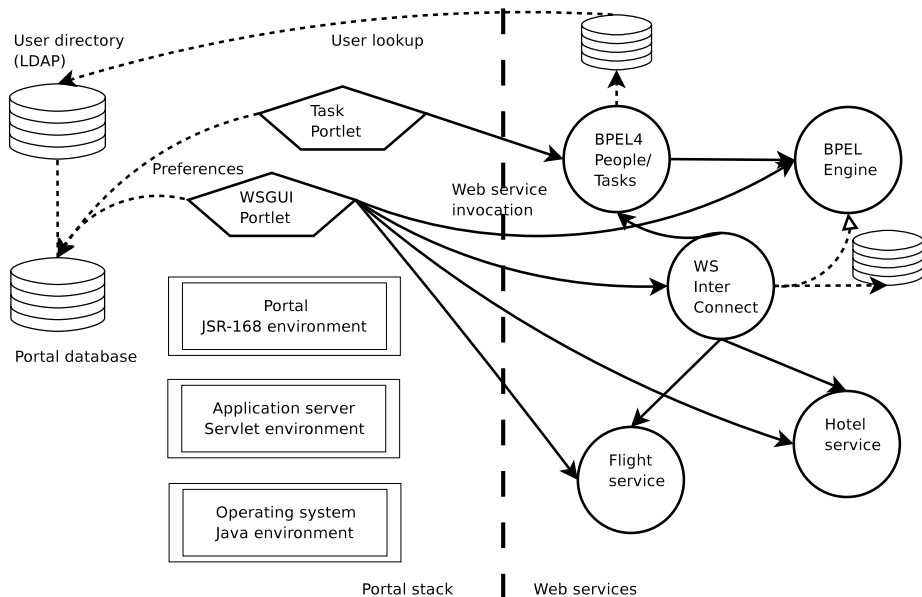 User directory
(LDAP)
User lookup
Task
Portlet
BPEL4
People/
Tasks
BPEL
Engine
Preferences
WSGUI
Portlet
Web service
invocation
WS
Inter
Connect
Portal
JSR-168 environment
Portal database
Application server
Servlet environment
Hotel
service
Flight
service
Operating system
Java environment
Portal stack
Web services